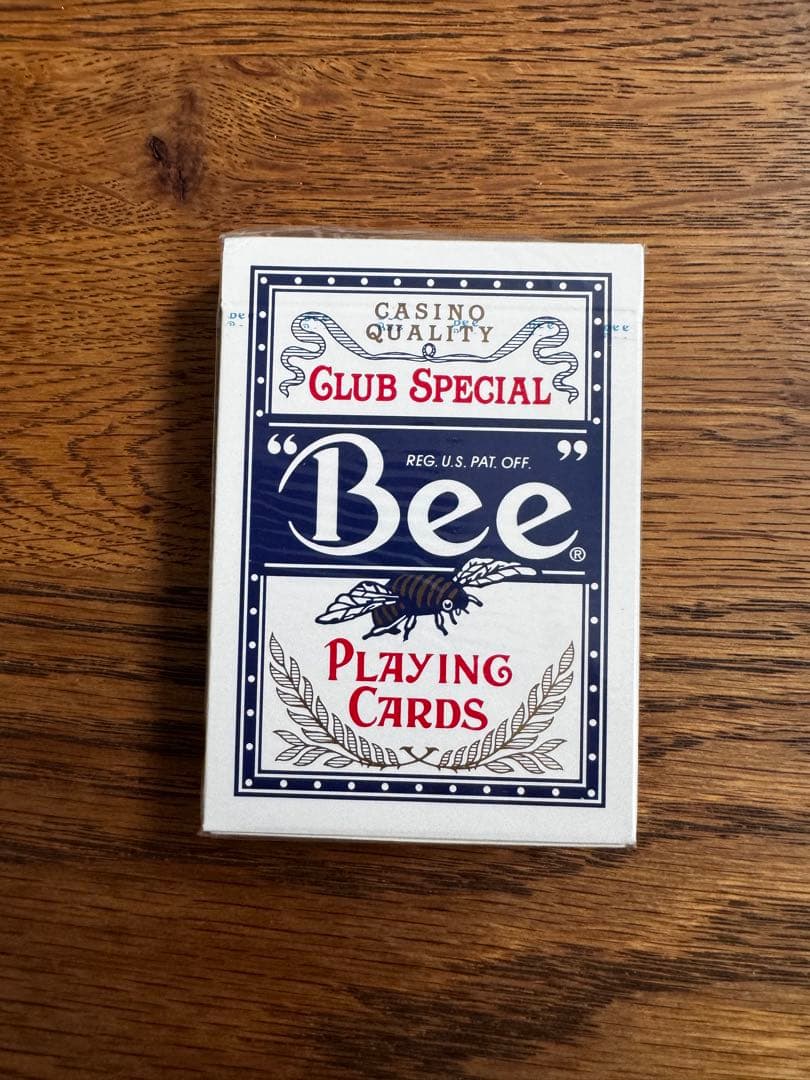 CASINO
QUALITY
CLUB SPECIAL
“Bee”
REG. U.S. PAT. OFF.
®
PLAYING
CARDS